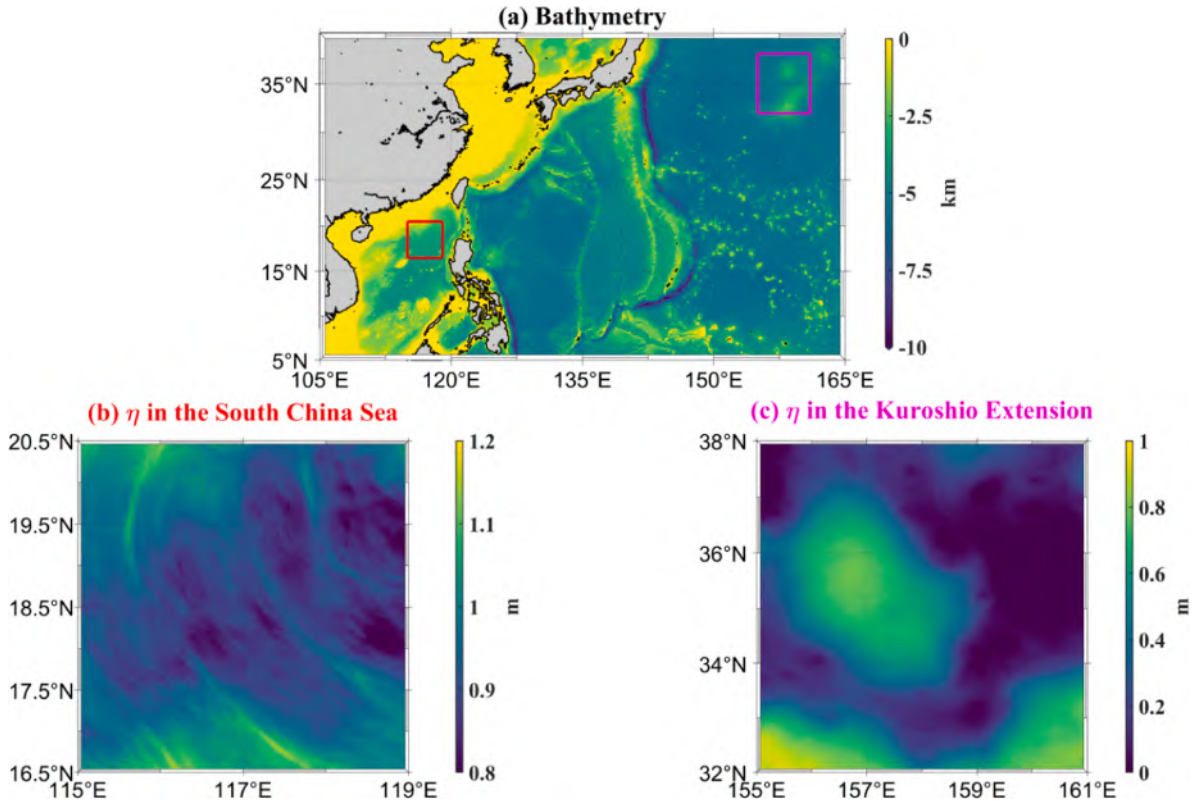 (a) Bathymetry
35°N
25°N
15°N
5°N
105°E 120°E 135°E 150°E 165°E
0
-2.5
-5
-7.5
-10
km
(b) η in the South China Sea
20.5°N
19.5°N
18.5°N
17.5°N
16.5°N
115°E 117°E 119°E
1.2
1.1
1
0.9
0.8
m
(c) η in the Kuroshio Extension
38°N
36°N
34°N
32°N
155°E 157°E 159°E 161°E
1
0.8
0.6
0.4
0.2
0
m